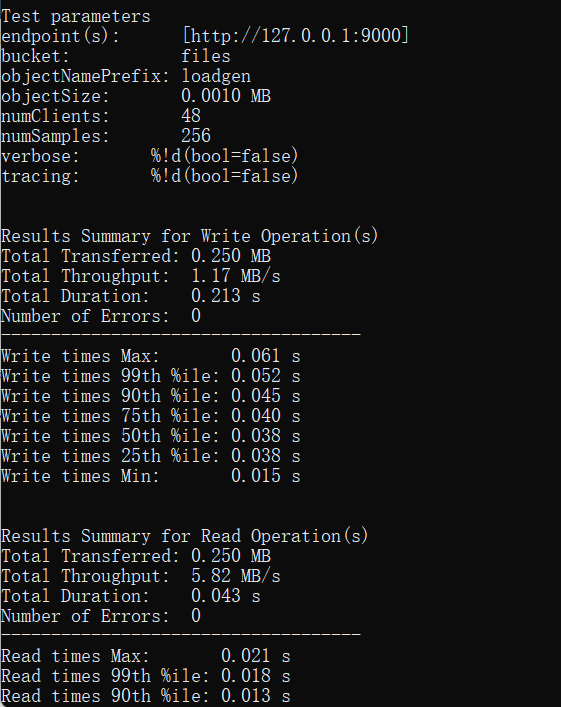 Test parameters
endpoint(s):      [http://127.0.0.1:9000]
bucket:           files
objectNamePrefix: loadgen
objectSize:       0.0010 MB
numClients:       48
numSamples:       256
verbose:       %!d(bool=false)
tracing:       %!d(bool=false)
Results Summary for Write Operation(s)
Total Transferred: 0.250 MB
Total Throughput:  1.17 MB/s
Total Duration:    0.213 s
Number of Errors:  0
------------------------------------
Write times Max:       0.061 s
Write times 99th %ile: 0.052 s
Write times 90th %ile: 0.045 s
Write times 75th %ile: 0.040 s
Write times 50th %ile: 0.038 s
Write times 25th %ile: 0.038 s
Write times Min:       0.015 s
Results Summary for Read Operation(s)
Total Transferred: 0.250 MB
Total Throughput:  5.82 MB/s
Total Duration:    0.043 s
Number of Errors:  0
------------------------------------
Read times Max:       0.021 s
Read times 99th %ile: 0.018 s
Read times 90th %ile: 0.013 s